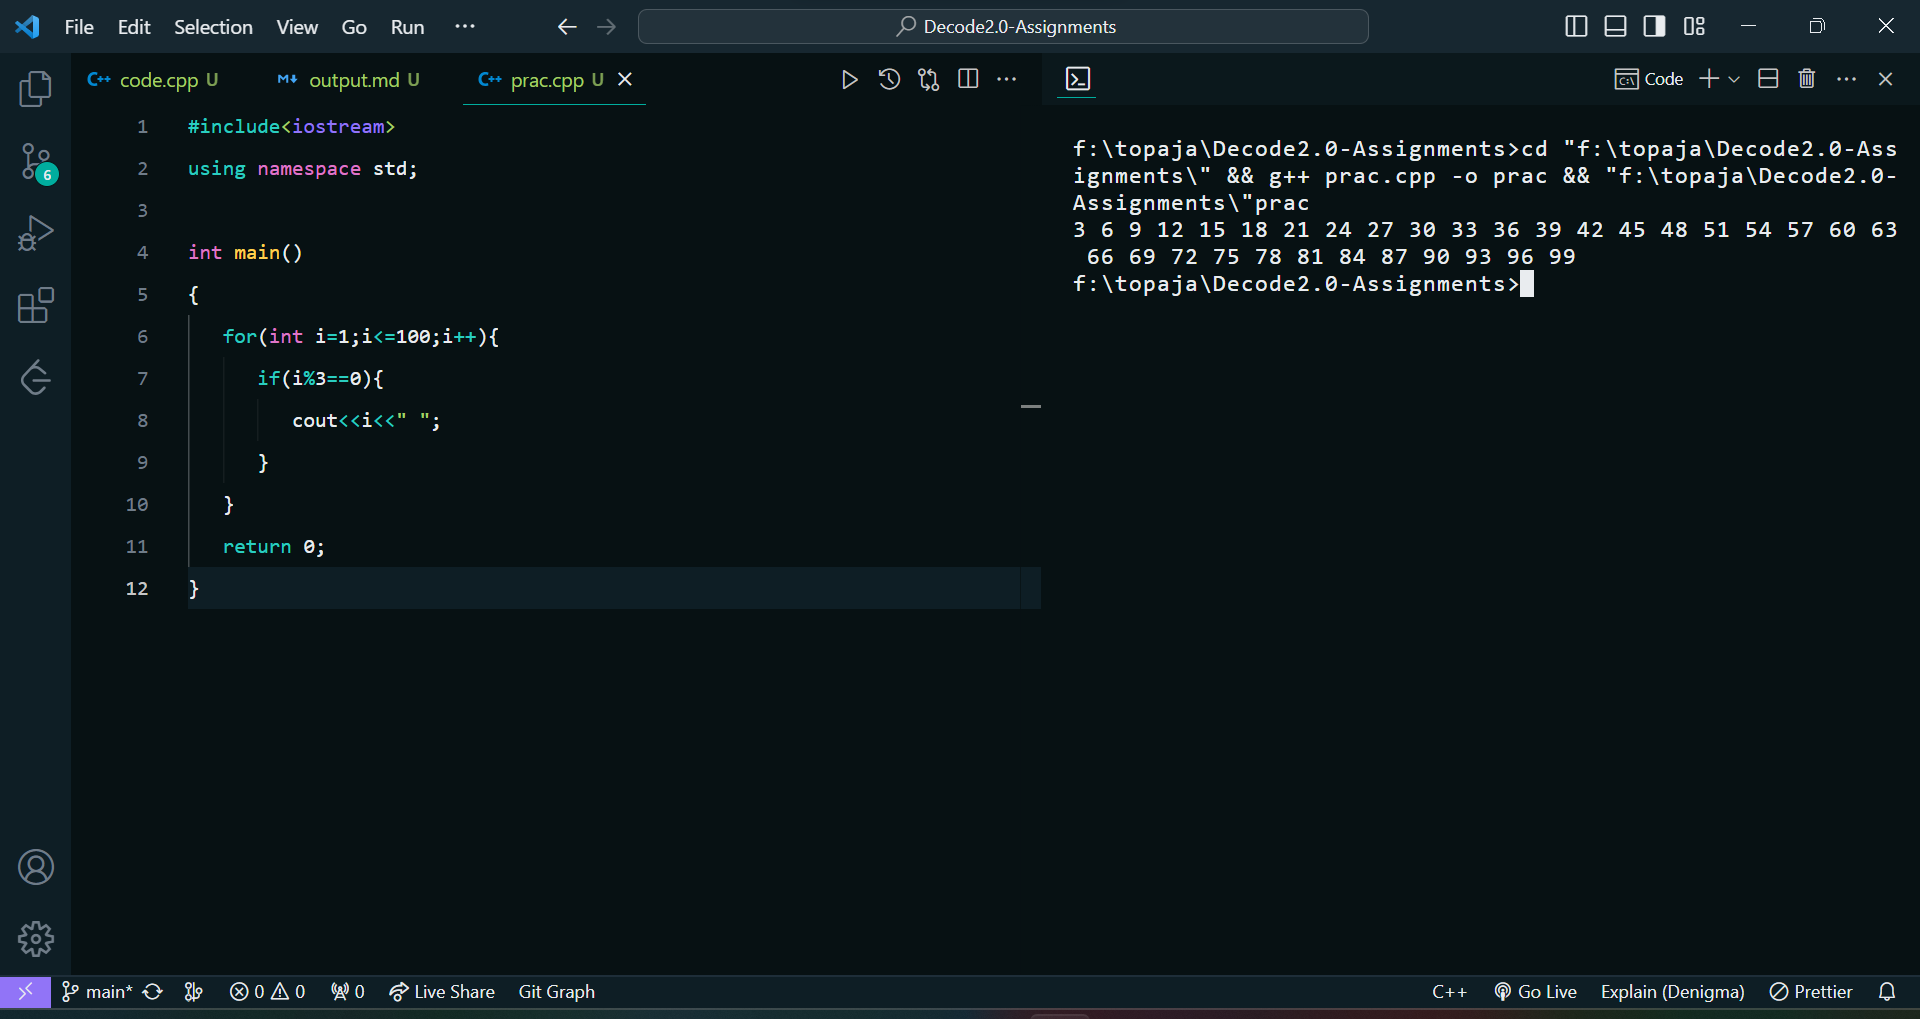 File Edit Selection View Go Run ··· Decode2.0-Assignments
C++ code.cpp U output.md U C++ prac.cpp U
Code
1 #include<iostream>
2 using namespace std;
3
4 int main()
5 {
6 for(int i=1;i<=100;i++){
7 if(i%3==0){
8 cout<<i<<" ";
9 }
10 }
11 return 0;
12 }
f:\topaja\Decode2.0-Assignments>cd "f:\topaja\Decode2.0-Ass
ignments\" && g++ prac.cpp -o prac && "f:\topaja\Decode2.0-
Assignments\"prac
3 6 9 12 15 18 21 24 27 30 33 36 39 42 45 48 51 54 57 60 63
66 69 72 75 78 81 84 87 90 93 96 99
f:\topaja\Decode2.0-Assignments>
6
main* 0 0 0 Live Share Git Graph C++ Go Live Explain (Denigma) Prettier